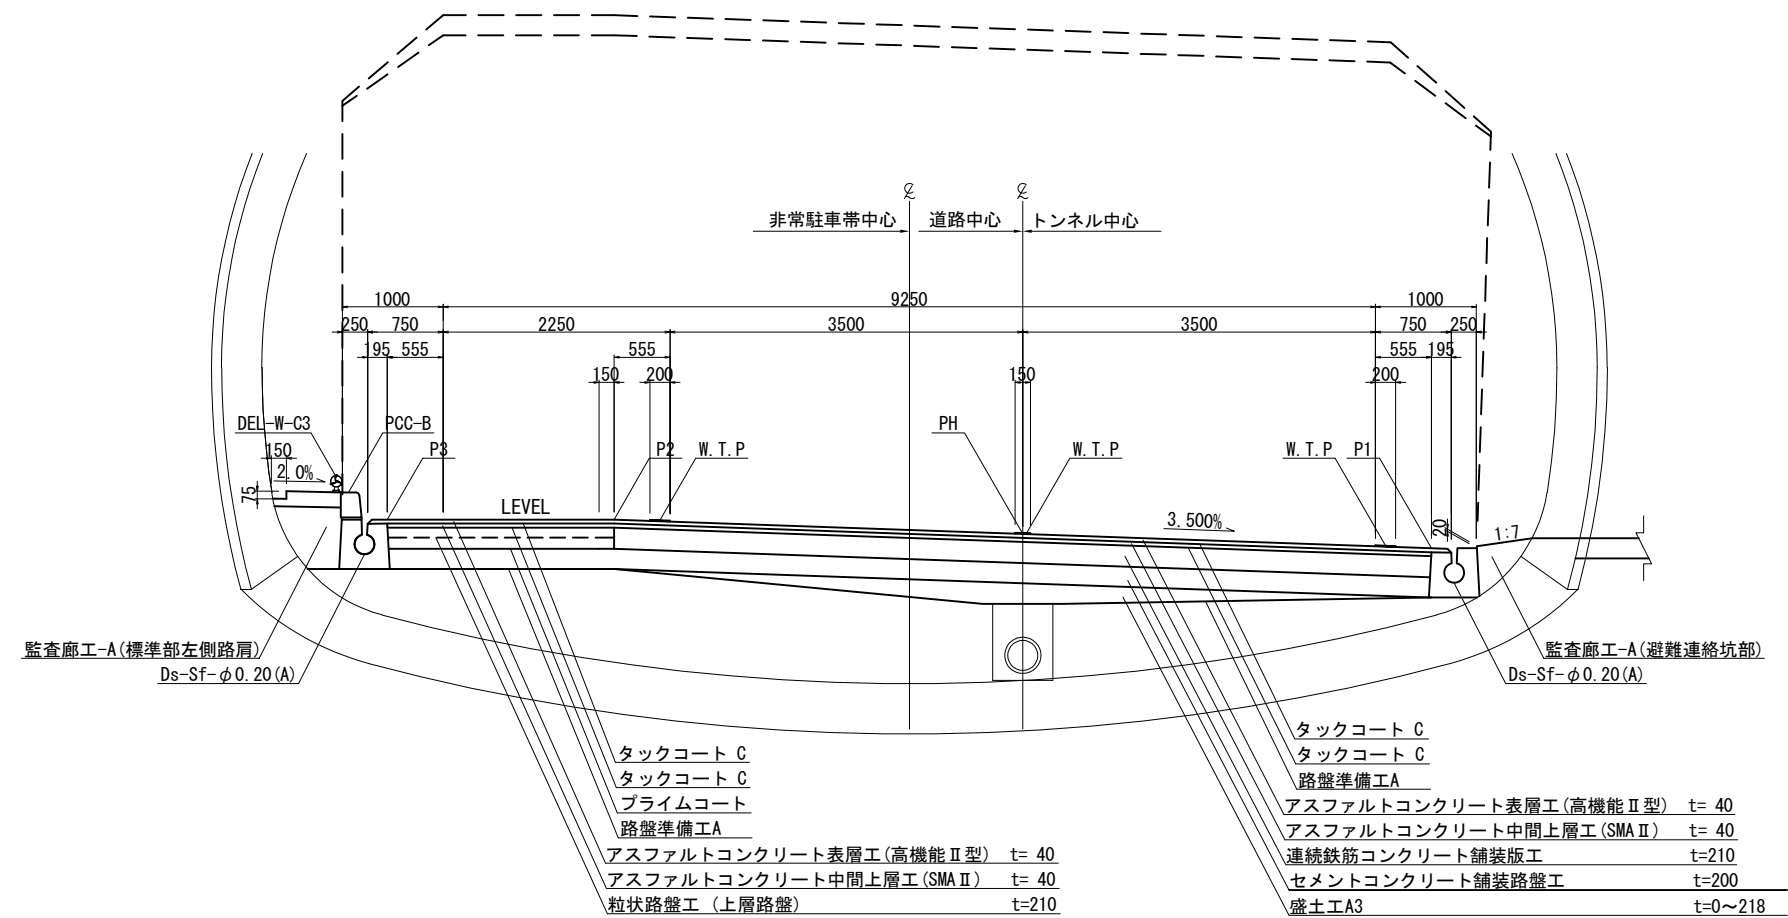 ℄ ℄
非常駐車帯中心 道路中心 トンネル中心
1000 9250 1000
250 750 2250 3500 3500 750 250
195 555 555 555 195
150 200 150 200
DEL-W-C3 PCC-B PH
150 P3 P2 W.T.P W.T.P W.T.P P1
2.0%
75
LEVEL 3.500% 20 1:7
監査廊工-A(標準部左側路肩) 監査廊工-A(避難連絡坑部)
Ds-Sf-φ0.20(A) Ds-Sf-φ0.20(A)
タックコート C
タックコート C
プライムコート
路盤準備工A
アスファルトコンクリート表層工(高機能Ⅱ型) t= 40
アスファルトコンクリート中間上層工(SMAⅡ) t= 40
粒状路盤工 (上層路盤) t=210
タックコート C
タックコート C
路盤準備工A
アスファルトコンクリート表層工(高機能Ⅱ型) t= 40
アスファルトコンクリート中間上層工(SMAⅡ) t= 40
連続鉄筋コンクリート舗装版工 t=210
セメントコンクリート舗装路盤工 t=200
盛土工A3 t=0～218